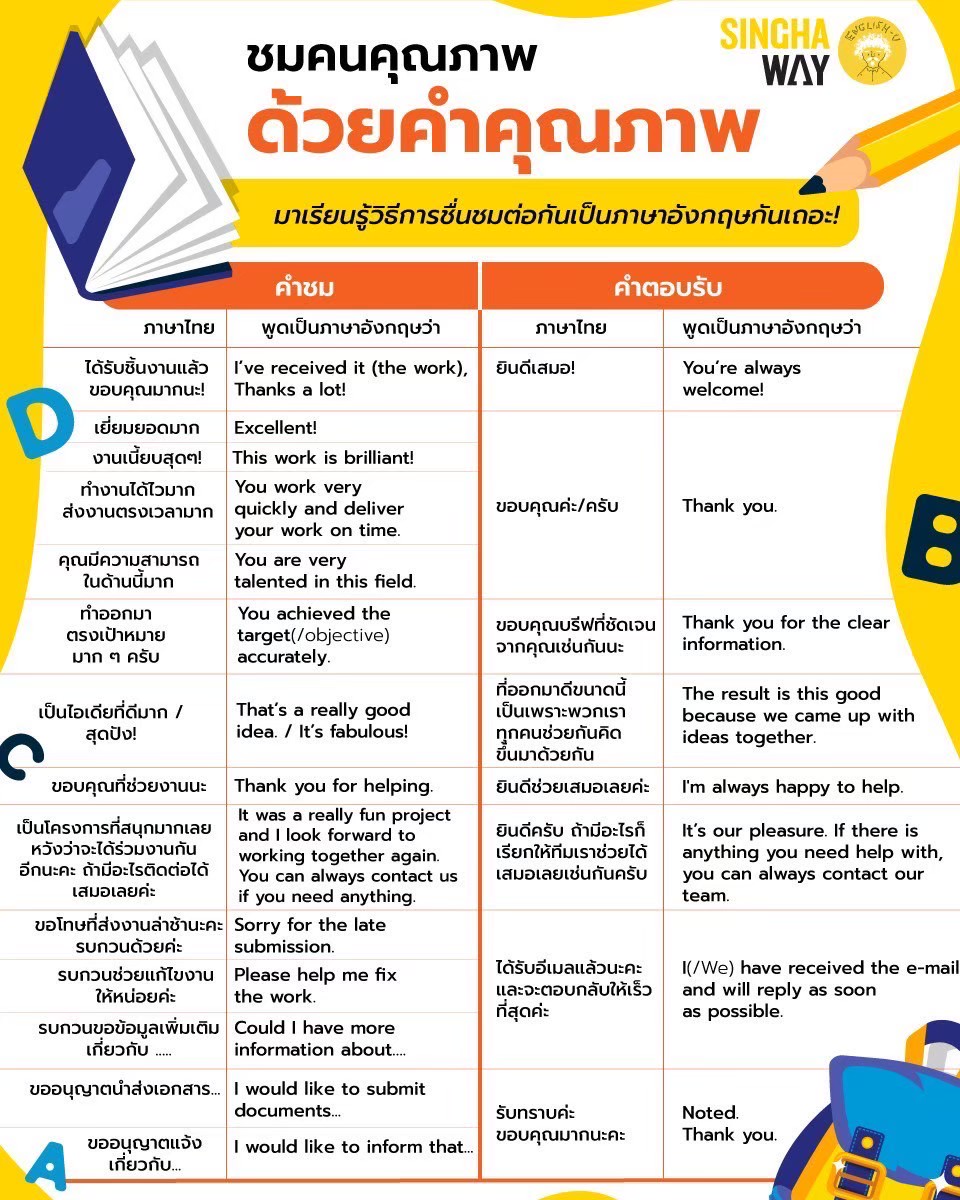 ชมคนคุณภาพ
ด้วยคำคุณภาพ
SINGHA
WAY
ENGLISH-U
มาเรียนรู้วิธีการชื่นชมต่อกันเป็นภาษาอังกฤษกันเถอะ!
คำชม
คำตอบรับ
ภาษาไทย
พูดเป็นภาษาอังกฤษว่า
ภาษาไทย
พูดเป็นภาษาอังกฤษว่า
ได้รับชิ้นงานแล้ว
ขอบคุณมากนะ!
I’ve received it (the work),
Thanks a lot!
ยินดีเสมอ!
You’re always
welcome!
เยี่ยมยอดมาก
Excellent!
งานเนี้ยบสุดๆ!
This work is brilliant!
ทำงานได้ไวมาก
ส่งงานตรงเวลามาก
You work very
quickly and deliver
your work on time.
คุณมีความสามารถ
ในด้านนี้มาก
You are very
talented in this field.
ขอบคุณค่ะ/ครับ
Thank you.
ทำออกมา
ตรงเป้าหมาย
มาก ๆ ครับ
You achieved the
target(/objective)
accurately.
ขอบคุณบรีฟที่ชัดเจน
จากคุณเช่นกันนะ
Thank you for the clear
information.
เป็นไอเดียที่ดีมาก /
สุดปัง!
That’s a really good
idea. / It’s fabulous!
ที่ออกมาดีขนาดนี้
เป็นเพราะพวกเรา
ทุกคนช่วยกันคิด
ขึ้นมาด้วยกัน
The result is this good
because we came up with
ideas together.
ขอบคุณที่ช่วยงานนะ
Thank you for helping.
ยินดีช่วยเสมอเลยค่ะ
I'm always happy to help.
เป็นโครงการที่สนุกมากเลย
หวังว่าจะได้ร่วมงานกัน
อีกนะคะ ถ้ามีอะไรติดต่อได้
เสมอเลยค่ะ
It was a really fun project
and I look forward to
working together again.
You can always contact us
if you need anything.
ยินดีครับ ถ้ามีอะไรก็
เรียกให้ทีมเราช่วยได้
เสมอเลยเช่นกันครับ
It’s our pleasure. If there is
anything you need help with,
you can always contact our
team.
ขอโทษที่ส่งงานล่าช้านะคะ
รบกวนด้วยค่ะ
Sorry for the late
submission.
รบกวนช่วยแก้ไขงาน
ให้หน่อยค่ะ
Please help me fix
the work.
รบกวนขอข้อมูลเพิ่มเติม
เกี่ยวกับ .....
Could I have more
information about....
ได้รับอีเมลแล้วนะคะ
และจะตอบกลับให้เร็ว
ที่สุดค่ะ
I(/We) have received the e-mail
and will reply as soon
as possible.
ขออนุญาตนำส่งเอกสาร...
I would like to submit
documents...
ขออนุญาตแจ้ง
เกี่ยวกับ...
I would like to inform that...
รับทราบค่ะ
ขอบคุณมากนะคะ
Noted.
Thank you.
D
B
C
A